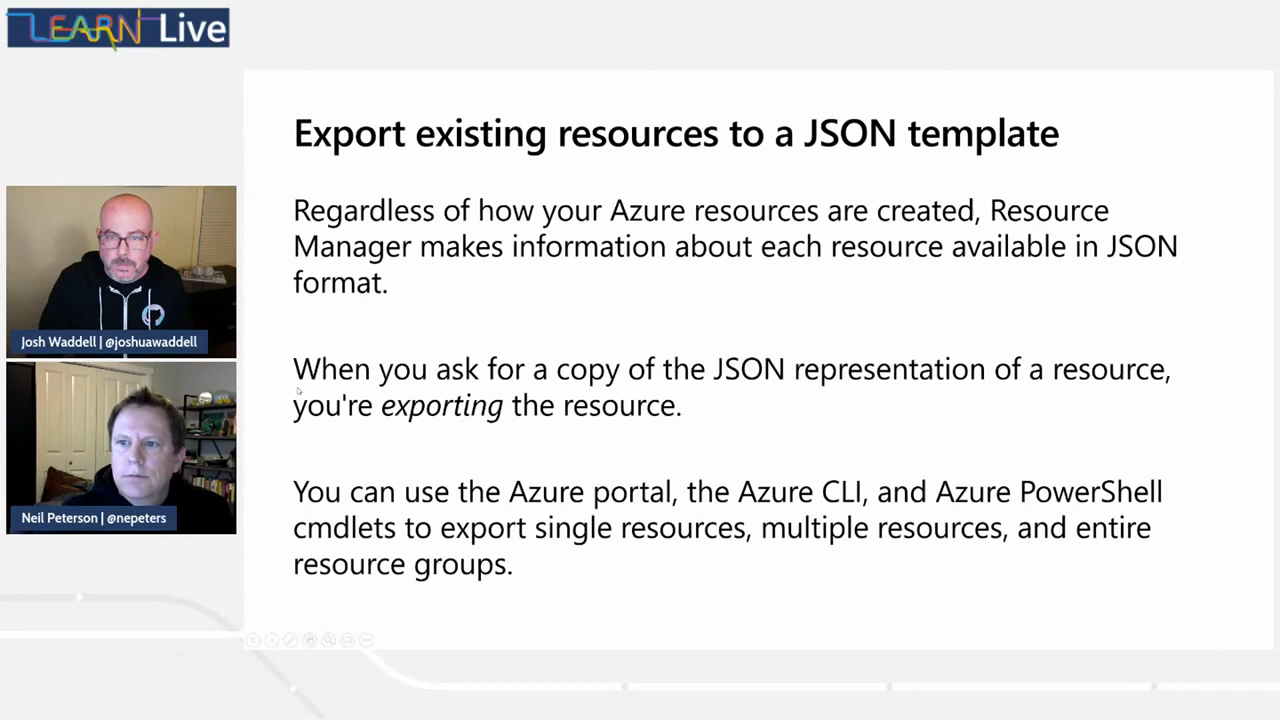 LEARN Live
Export existing resources to a JSON template
Regardless of how your Azure resources are created, Resource
Manager makes information about each resource available in JSON
format.
When you ask for a copy of the JSON representation of a resource,
you're exporting the resource.
You can use the Azure portal, the Azure CLI, and Azure PowerShell
cmdlets to export single resources, multiple resources, and entire
resource groups.
Josh Waddell | @joshuawaddell
Neil Peterson | @nepeters